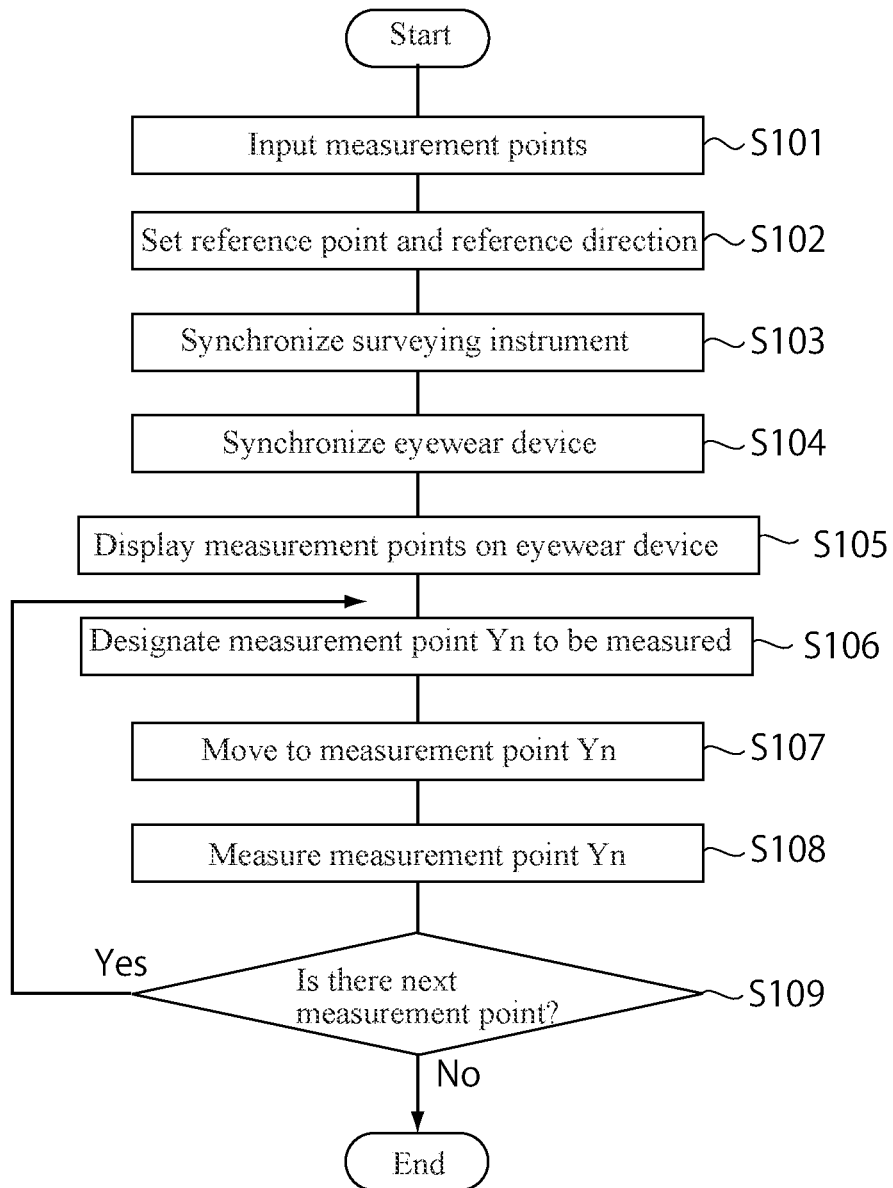 Start
Input measurement points
S101
Set reference point and reference direction
S102
Synchronize surveying instrument
S103
Synchronize eyewear device
S104
Display measurement points on eyewear device
S105
Designate measurement point Yn to be measured
S106
Move to measurement point Yn
S107
Measure measurement point Yn
S108
Yes
Is there next
measurement point?
S109
No
End